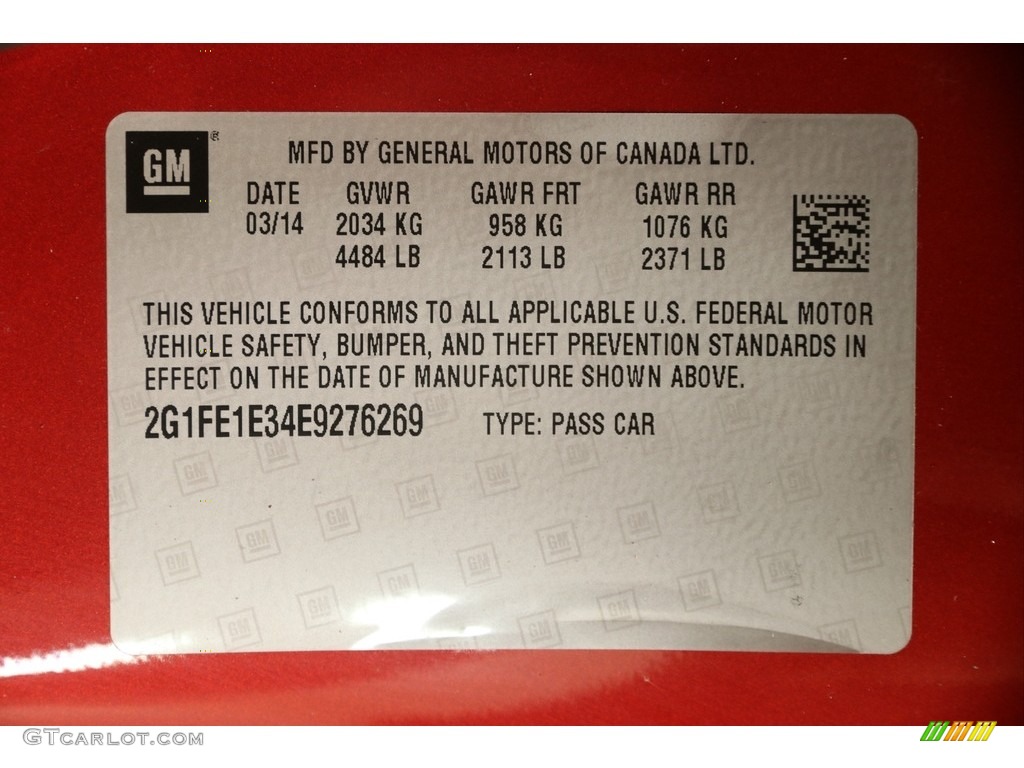 GM®
MFD BY GENERAL MOTORS OF CANADA LTD.
DATE GVWR GAWR FRT GAWR RR
03/14 2034 KG 958 KG 1076 KG
4484 LB 2113 LB 2371 LB
THIS VEHICLE CONFORMS TO ALL APPLICABLE U.S. FEDERAL MOTOR
VEHICLE SAFETY, BUMPER, AND THEFT PREVENTION STANDARDS IN
EFFECT ON THE DATE OF MANUFACTURE SHOWN ABOVE.
2G1FE1E34E9276269 TYPE: PASS CAR
GTcarlot.com